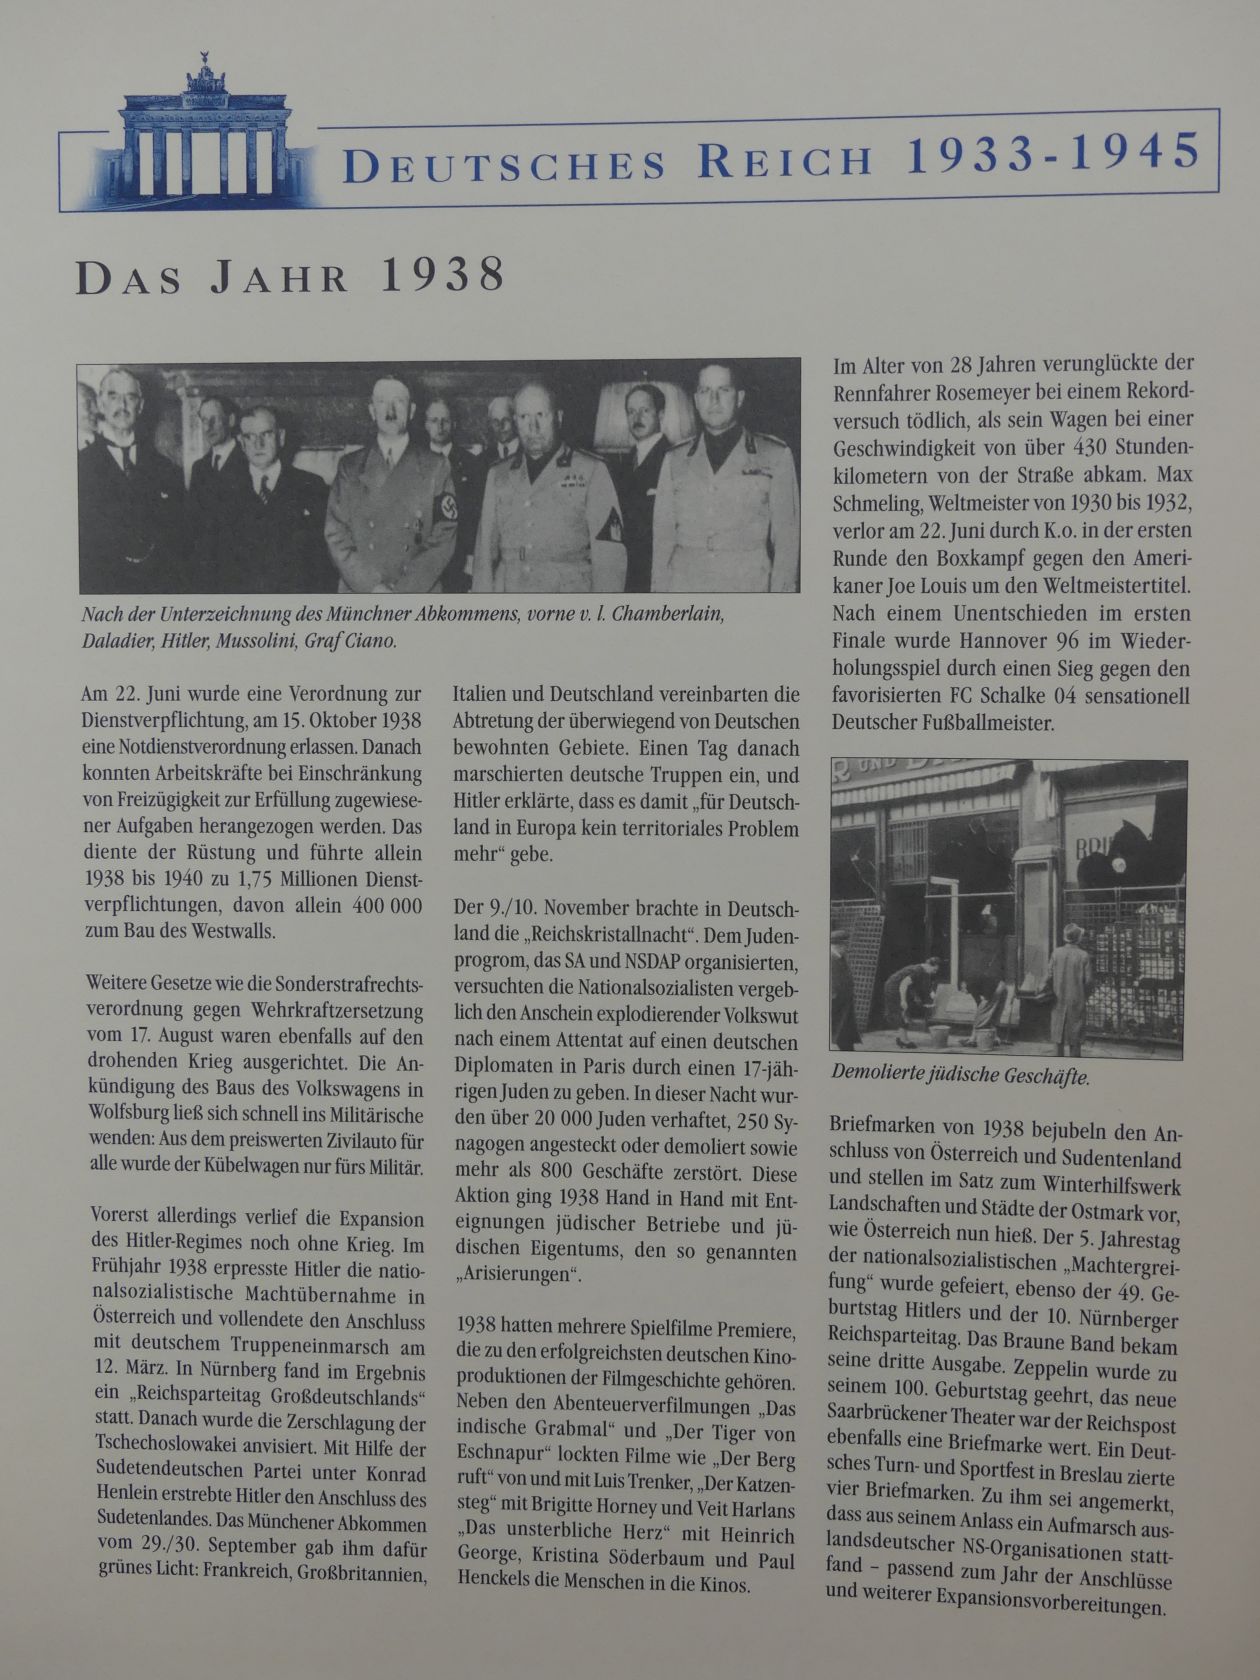 DEUTSCHES REICH 1933-1945
DAS JAHR 1938
Nach der Unterzeichnung des Münchner Abkommens, vorne v. l. Chamberlain,
Daladier, Hitler, Mussolini, Graf Ciano.
Am 22. Juni wurde eine Verordnung zur
Dienstverpflichtung, am 15. Oktober 1938
eine Notdienstverordnung erlassen. Danach
konnten Arbeitskräfte bei Einschränkung
von Freizügigkeit zur Erfüllung zugewiese-
ner Aufgaben herangezogen werden. Das
diente der Rüstung und führte allein
1938 bis 1940 zu 1,75 Millionen Dienst-
verpflichtungen, davon allein 400 000
zum Bau des Westwalls.
Weitere Gesetze wie die Sonderstrafrechts-
verordnung gegen Wehrkraftzersetzung
vom 17. August waren ebenfalls auf den
drohenden Krieg ausgerichtet. Die An-
kündigung des Baus des Volkswagens in
Wolfsburg ließ sich schnell ins Militärische
wenden: Aus dem preiswerten Zivilauto für
alle wurde der Kübelwagen nur fürs Militär.
Vorerst allerdings verlief die Expansion
des Hitler-Regimes noch ohne Krieg. Im
Frühjahr 1938 erpresste Hitler die natio-
nalsozialistische Machtübernahme in
Österreich und vollendete den Anschluss
mit deutschem Truppeneinmarsch am
12. März. In Nürnberg fand im Ergebnis
ein „Reichsparteitag Großdeutschlands“
statt. Danach wurde die Zerschlagung der
Tschechoslowakei anvisiert. Mit Hilfe der
Sudetendeutschen Partei unter Konrad
Henlein erstrebte Hitler den Anschluss des
Sudetenlandes. Das Münchener Abkommen
vom 29./30. September gab ihm dafür
grünes Licht: Frankreich, Großbritannien,
Italien und Deutschland vereinbarten die
Abtretung der überwiegend von Deutschen
bewohnten Gebiete. Einen Tag danach
marschierten deutsche Truppen ein, und
Hitler erklärte, dass es damit „für Deutsch-
land in Europa kein territoriales Problem
mehr“ gebe.
Der 9./10. November brachte in Deutsch-
land die „Reichskristallnacht“. Dem Juden-
progrom, das SA und NSDAP organisierten,
versuchten die Nationalsozialisten vergeb-
lich den Anschein explodierender Volkswut
nach einem Attentat auf einen deutschen
Diplomaten in Paris durch einen 17-jäh-
rigen Juden zu geben. In dieser Nacht wur-
den über 20 000 Juden verhaftet, 250 Sy-
nagogen angesteckt oder demoliert sowie
mehr als 800 Geschäfte zerstört. Diese
Aktion ging 1938 Hand in Hand mit Ent-
eignungen jüdischer Betriebe und jü-
dischen Eigentums, den so genannten
„Arisierungen“.
1938 hatten mehrere Spielfilme Premiere,
die zu den erfolgreichsten deutschen Kino-
produktionen der Filmgeschichte gehören.
Neben den Abenteuerverfilmungen „Das
indische Grabmal“ und „Der Tiger von
Eschnapur“ lockten Filme wie „Der Berg
ruft“ von und mit Luis Trenker, „Der Katzen-
steg“ mit Brigitte Horney und Veit Harlans
„Das unsterbliche Herz“ mit Heinrich
George, Kristina Söderbaum und Paul
Henckels die Menschen in die Kinos.
Im Alter von 28 Jahren verunglückte der
Rennfahrer Rosemeyer bei einem Rekord-
versuch tödlich, als sein Wagen bei einer
Geschwindigkeit von über 430 Stunden-
kilometern von der Straße abkam. Max
Schmeling, Weltmeister von 1930 bis 1932,
verlor am 22. Juni durch K.o. in der ersten
Runde den Boxkampf gegen den Ameri-
kaner Joe Louis um den Weltmeistertitel.
Nach einem Unentschieden im ersten
Finale wurde Hannover 96 im Wieder-
holungsspiel durch einen Sieg gegen den
favorisierten FC Schalke 04 sensationell
Deutscher Fußballmeister.
R UND
Demolierte jüdische Geschäfte.
Briefmarken von 1938 bejubeln den An-
schluss von Österreich und Sudentenland
und stellen im Satz zum Winterhilfswerk
Landschaften und Städte der Ostmark vor,
wie Österreich nun hieß. Der 5. Jahrestag
der nationalsozialistischen „Machtergrei-
fung“ wurde gefeiert, ebenso der 49. Ge-
burtstag Hitlers und der 10. Nürnberger
Reichsparteitag. Das Braune Band bekam
seine dritte Ausgabe. Zeppelin wurde zu
seinem 100. Geburtstag geehrt, das neue
Saarbrückener Theater war der Reichspost
ebenfalls eine Briefmarke wert. Ein Deut-
sches Turn- und Sportfest in Breslau zierte
vier Briefmarken. Zu ihm sei angemerkt,
dass aus seinem Anlass ein Aufmarsch aus-
landsdeutscher NS-Organisationen statt-
fand – passend zum Jahr der Anschlüsse
und weiterer Expansionsvorbereitungen.